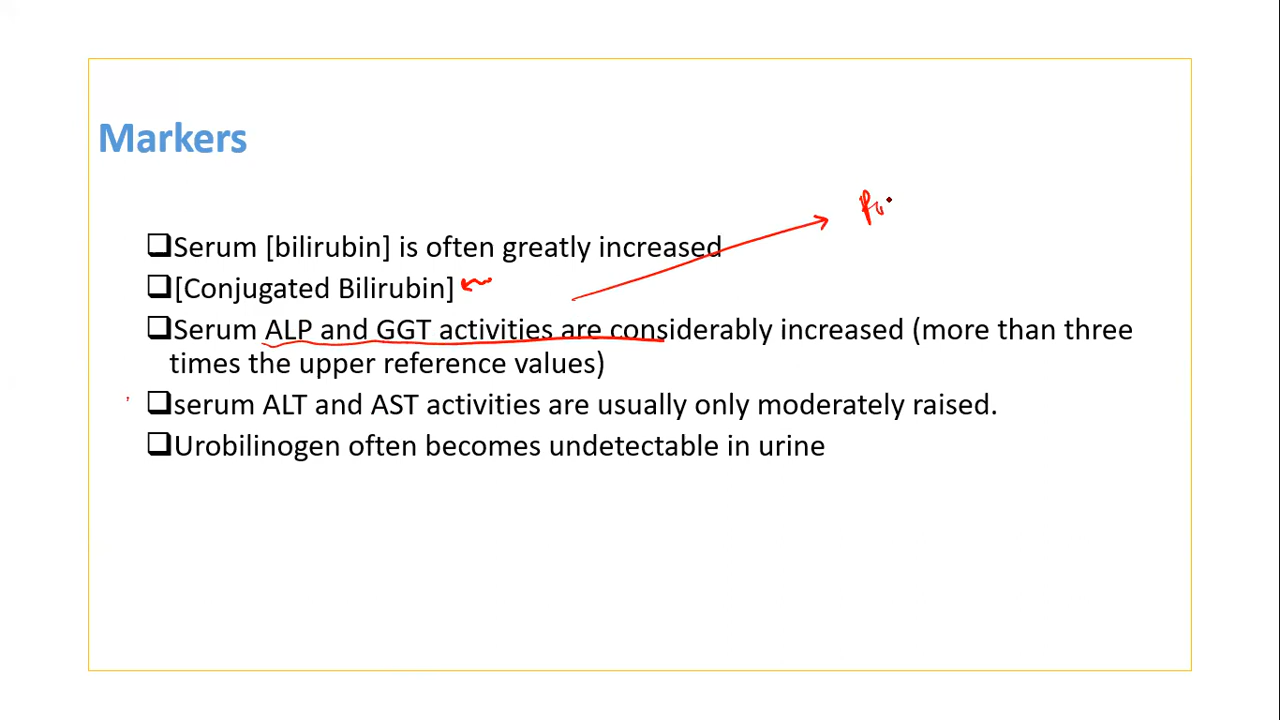 Markers
Serum [bilirubin] is often greatly increased
[Conjugated Bilirubin]
Serum ALP and GGT activities are considerably increased (more than three
times the upper reference values)
serum ALT and AST activities are usually only moderately raised.
Urobilinogen often becomes undetectable in urine